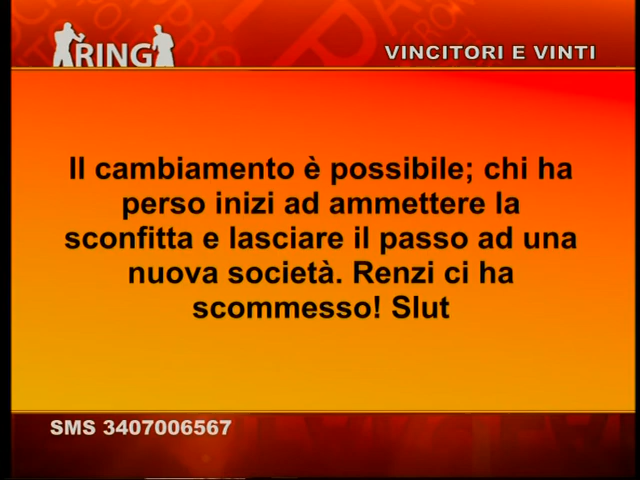 RING
VINCITORI E VINTI
Il cambiamento è possibile; chi ha
perso inizi ad ammettere la
sconfitta e lasciare il passo ad una
nuova società. Renzi ci ha
scommesso! Slut
SMS 3407006567